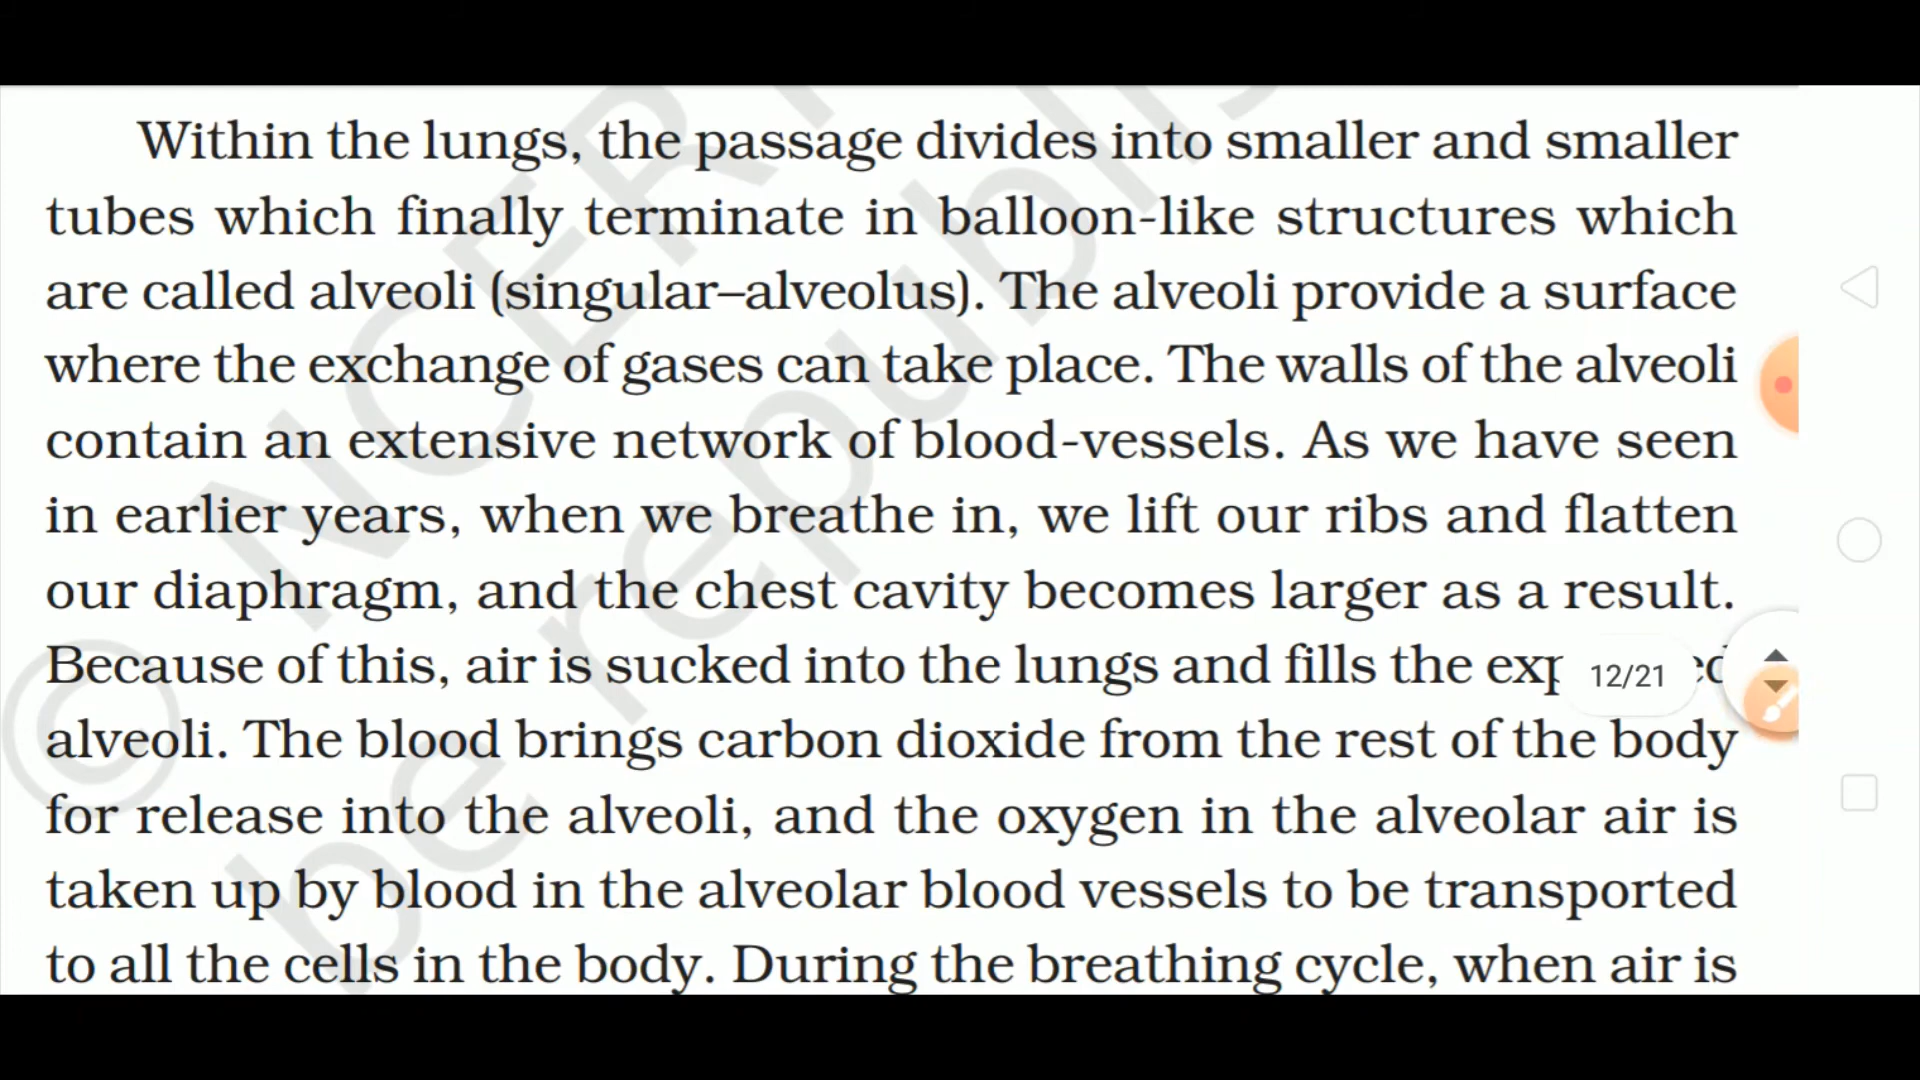 Within the lungs, the passage divides into smaller and smaller
tubes which finally terminate in balloon-like structures which
are called alveoli (singular–alveolus). The alveoli provide a surface
where the exchange of gases can take place. The walls of the alveoli
contain an extensive network of blood-vessels. As we have seen
in earlier years, when we breathe in, we lift our ribs and flatten
our diaphragm, and the chest cavity becomes larger as a result.
Because of this, air is sucked into the lungs and fills the
12/21
alveoli. The blood brings carbon dioxide from the rest of the body
for release into the alveoli, and the oxygen in the alveolar air is
taken up by blood in the alveolar blood vessels to be transported
to all the cells in the body. During the breathing cycle, when air is
© NCERT
be republis